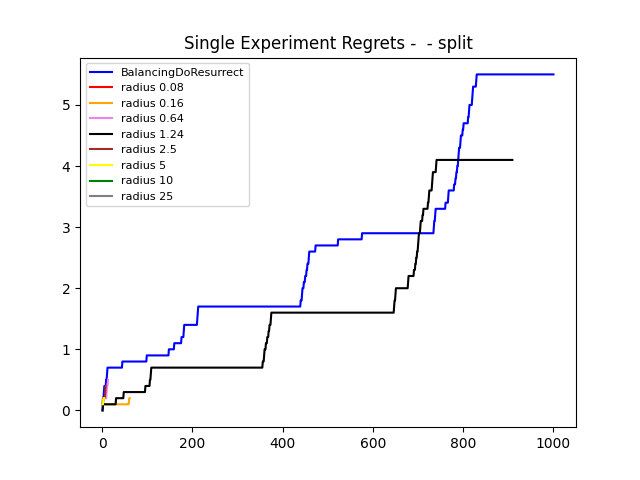 Single Experiment Regrets -  - split
BalancingDoResurrect
radius 0.08
radius 0.16
radius 0.64
radius 1.24
radius 2.5
radius 5
radius 10
radius 25
5
4
3
2
1
0
0 200 400 600 800 1000